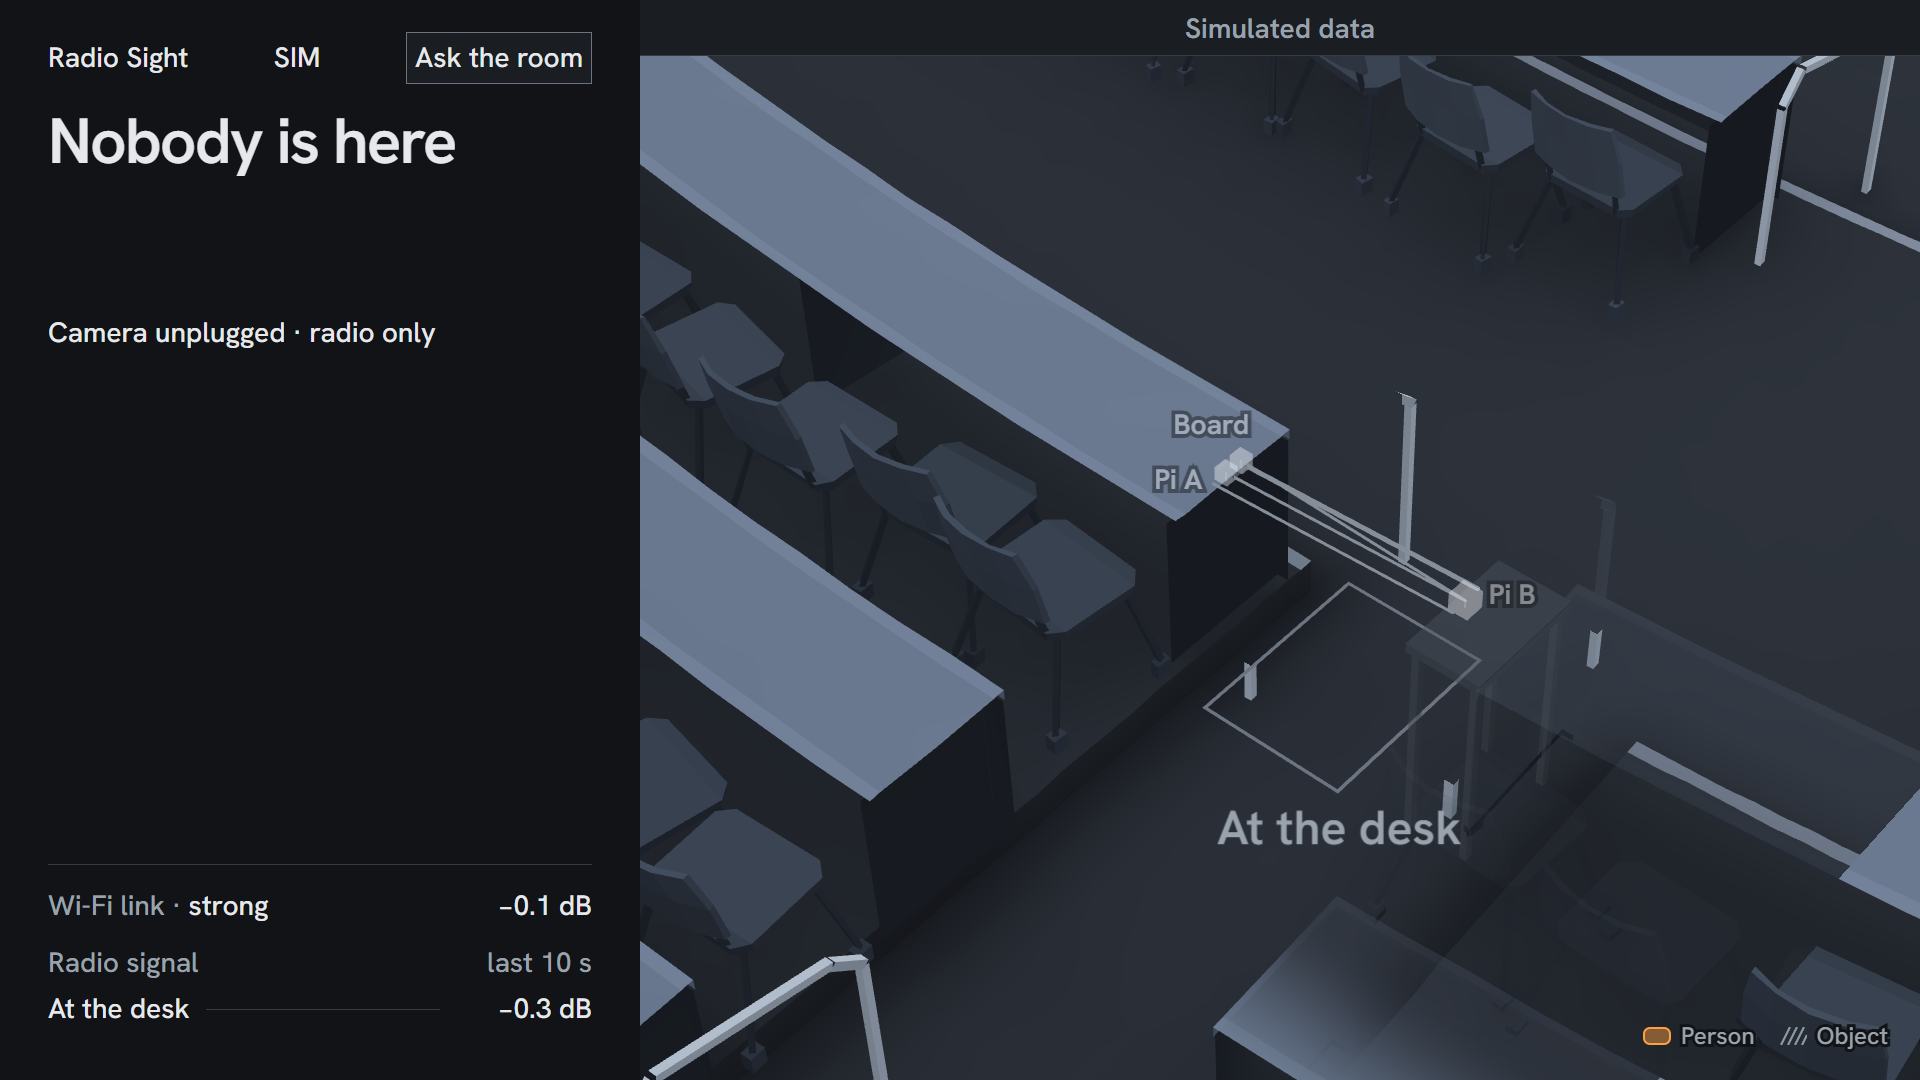 Radio Sight
SIM
Ask the room
Nobody is here
Camera unplugged · radio only
Wi-Fi link · strong
−0.1 dB
Radio signal
last 10 s
At the desk
−0.3 dB
Simulated data
Board
Pi A
Pi B
At the desk
Person
Object